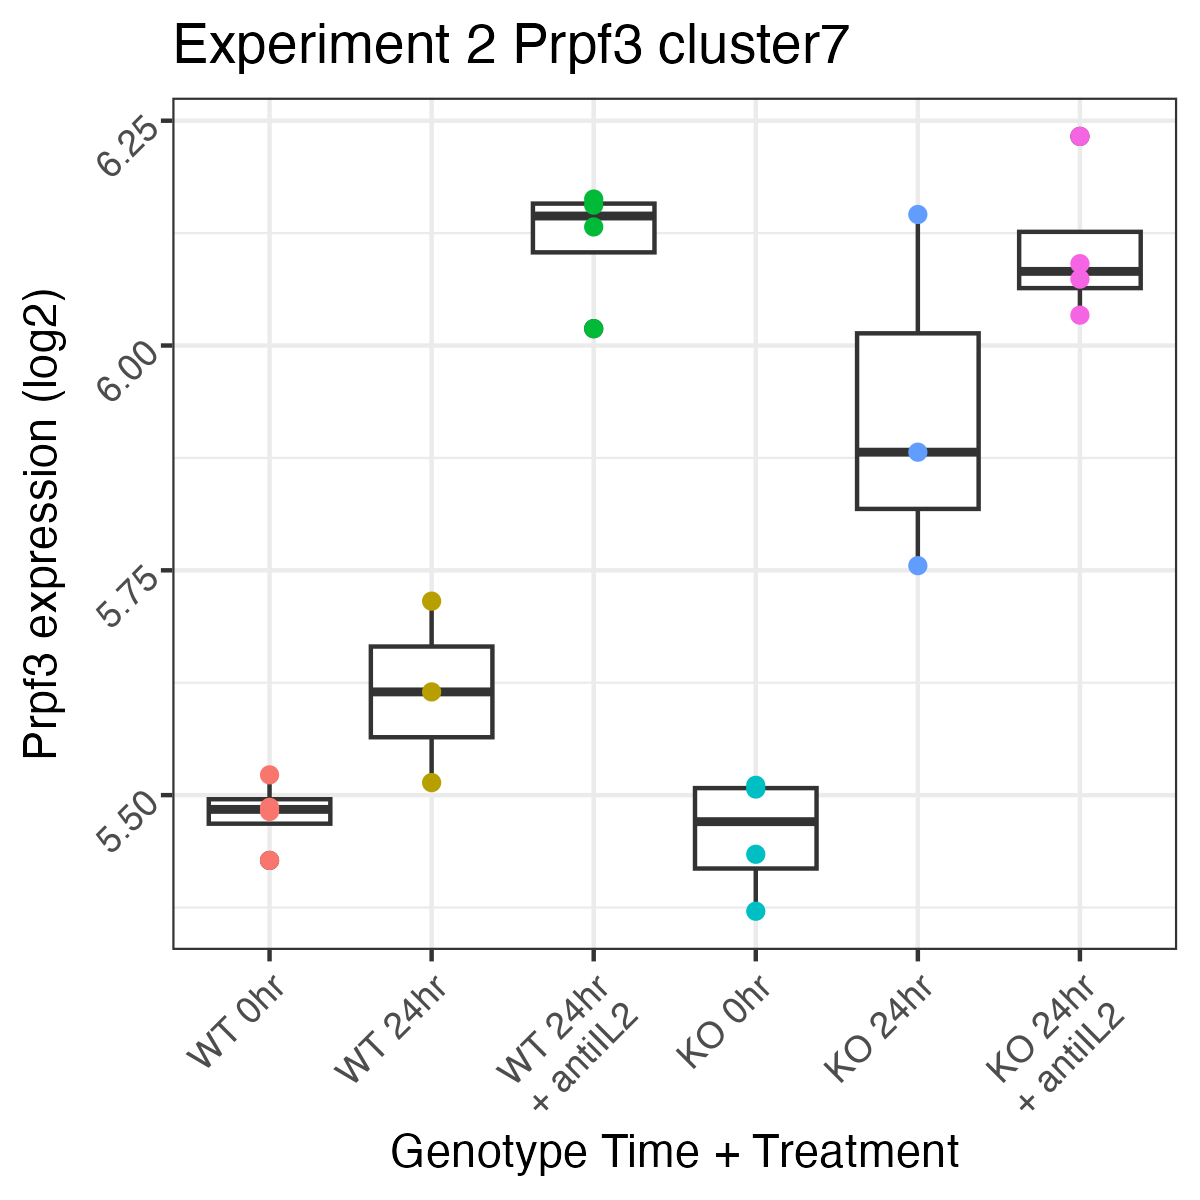 Experiment 2 Prpf3 cluster7
Prpf3 expression (log2)
6.25
6.00
5.75
5.50
WT 0hr
WT 24hr
WT 24hr
+ antiIL2
KO 0hr
KO 24hr
KO 24hr
+ antiIL2
Genotype Time + Treatment